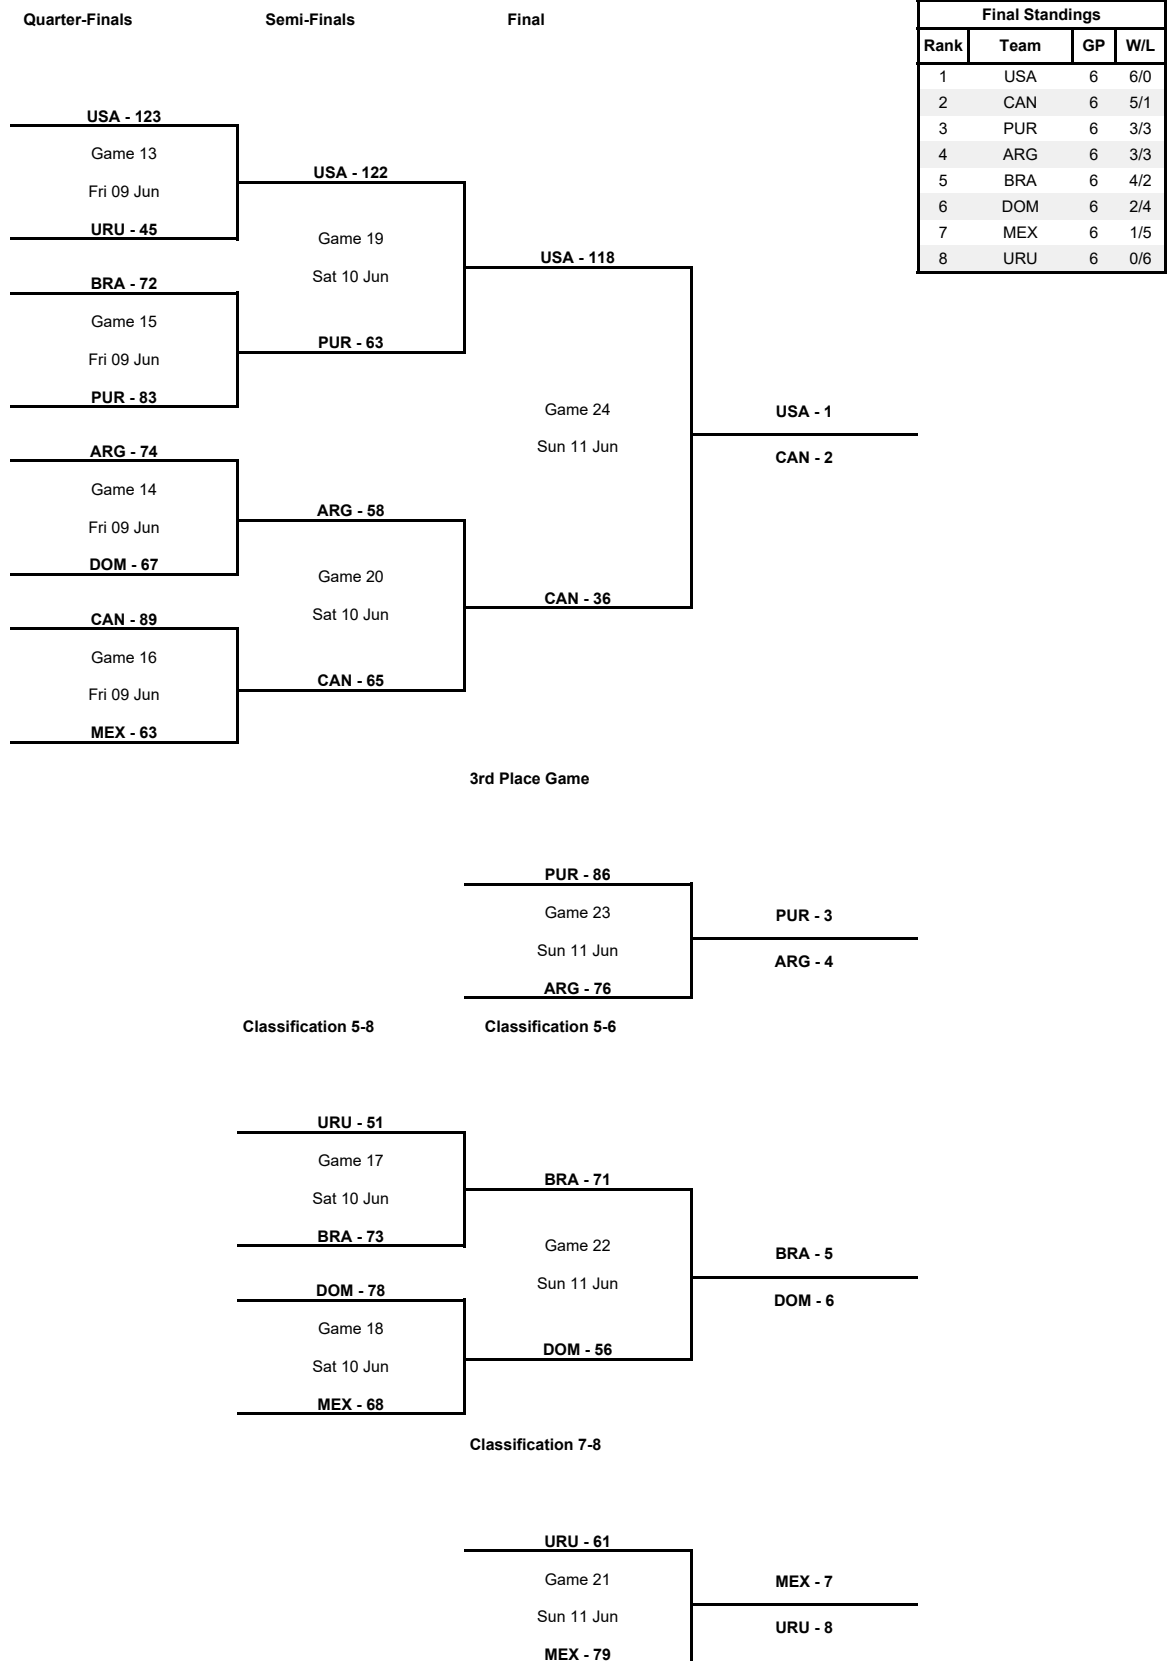 Quarter-Finals Semi-Finals Final
Final Standings
Rank Team GP W/L
1 USA 6 6/0
2 CAN 6 5/1
3 PUR 6 3/3
4 ARG 6 3/3
5 BRA 6 4/2
6 DOM 6 2/4
7 MEX 6 1/5
8 URU 6 0/6
USA - 123
Game 13
Fri 09 Jun
URU - 45
BRA - 72
Game 15
Fri 09 Jun
PUR - 83
ARG - 74
Game 14
Fri 09 Jun
DOM - 67
CAN - 89
Game 16
Fri 09 Jun
MEX - 63
USA - 122
Game 19
Sat 10 Jun
PUR - 63
ARG - 58
Game 20
Sat 10 Jun
CAN - 65
USA - 118
Game 24
Sun 11 Jun
CAN - 36
USA - 1
CAN - 2
3rd Place Game
PUR - 86
Game 23
Sun 11 Jun
ARG - 76
PUR - 3
ARG - 4
Classification 5-8 Classification 5-6
URU - 51
Game 17
Sat 10 Jun
BRA - 73
DOM - 78
Game 18
Sat 10 Jun
MEX - 68
BRA - 71
Game 22
Sun 11 Jun
DOM - 56
BRA - 5
DOM - 6
Classification 7-8
URU - 61
Game 21
Sun 11 Jun
MEX - 79
MEX - 7
URU - 8